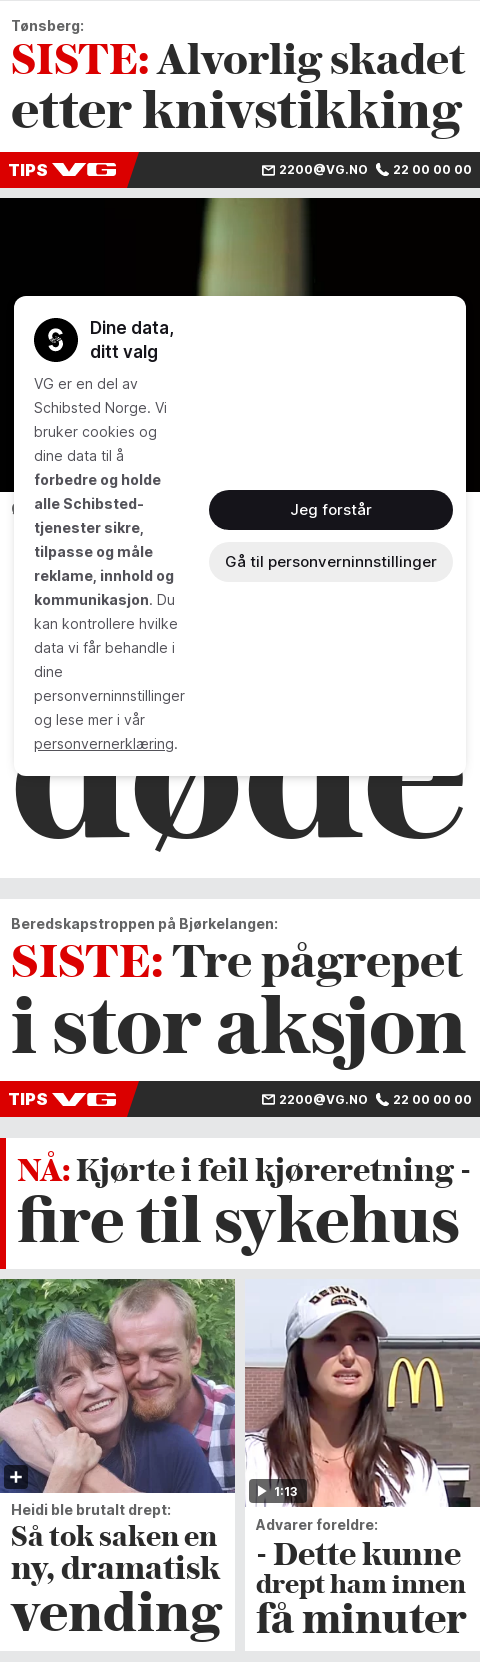 Tønsberg:
SISTE: Alvorlig skadet
etter knivstikking
TIPS VG 2200@VG.NO 22 00 00 00
Dine data,
ditt valg
VG er en del av
Schibsted Norge. Vi
bruker cookies og
dine data til å
forbedre og holde
alle Schibsted-
tjenester sikre,
tilpasse og måle
reklame, innhold og
kommunikasjon. Du
kan kontrollere hvilke
data vi får behandle i
dine
personverninnstillinger
og lese mer i vår
personvernerklæring.
Jeg forstår
Gå til personverninnstillinger
døde
Beredskapstroppen på Bjørkelangen:
SISTE: Tre pågrepet
i stor aksjon
TIPS VG 2200@VG.NO 22 00 00 00
NÅ: Kjørte i feil kjøreretning -
fire til sykehus
DENVER
1:13
Heidi ble brutalt drept:
Så tok saken en
ny, dramatisk
vending
Advarer foreldre:
- Dette kunne
drept ham innen
få minuter